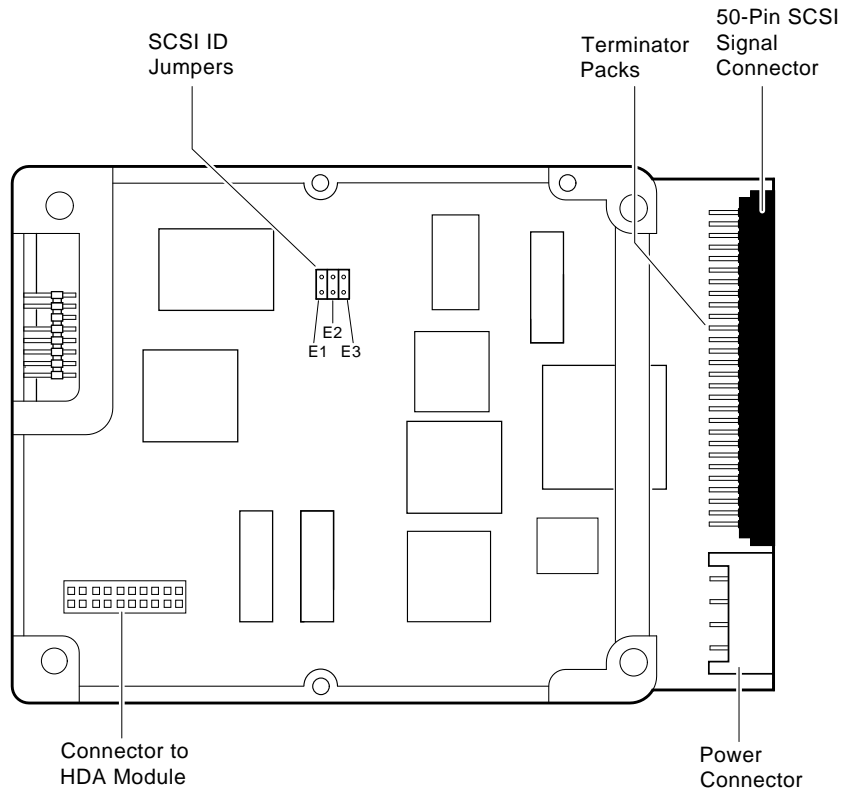 50-Pin SCSI
Signal
Connector
SCSI ID
Jumpers
Terminator
Packs
E2
E1 E3
Connector to
HDA Module
Power
Connector